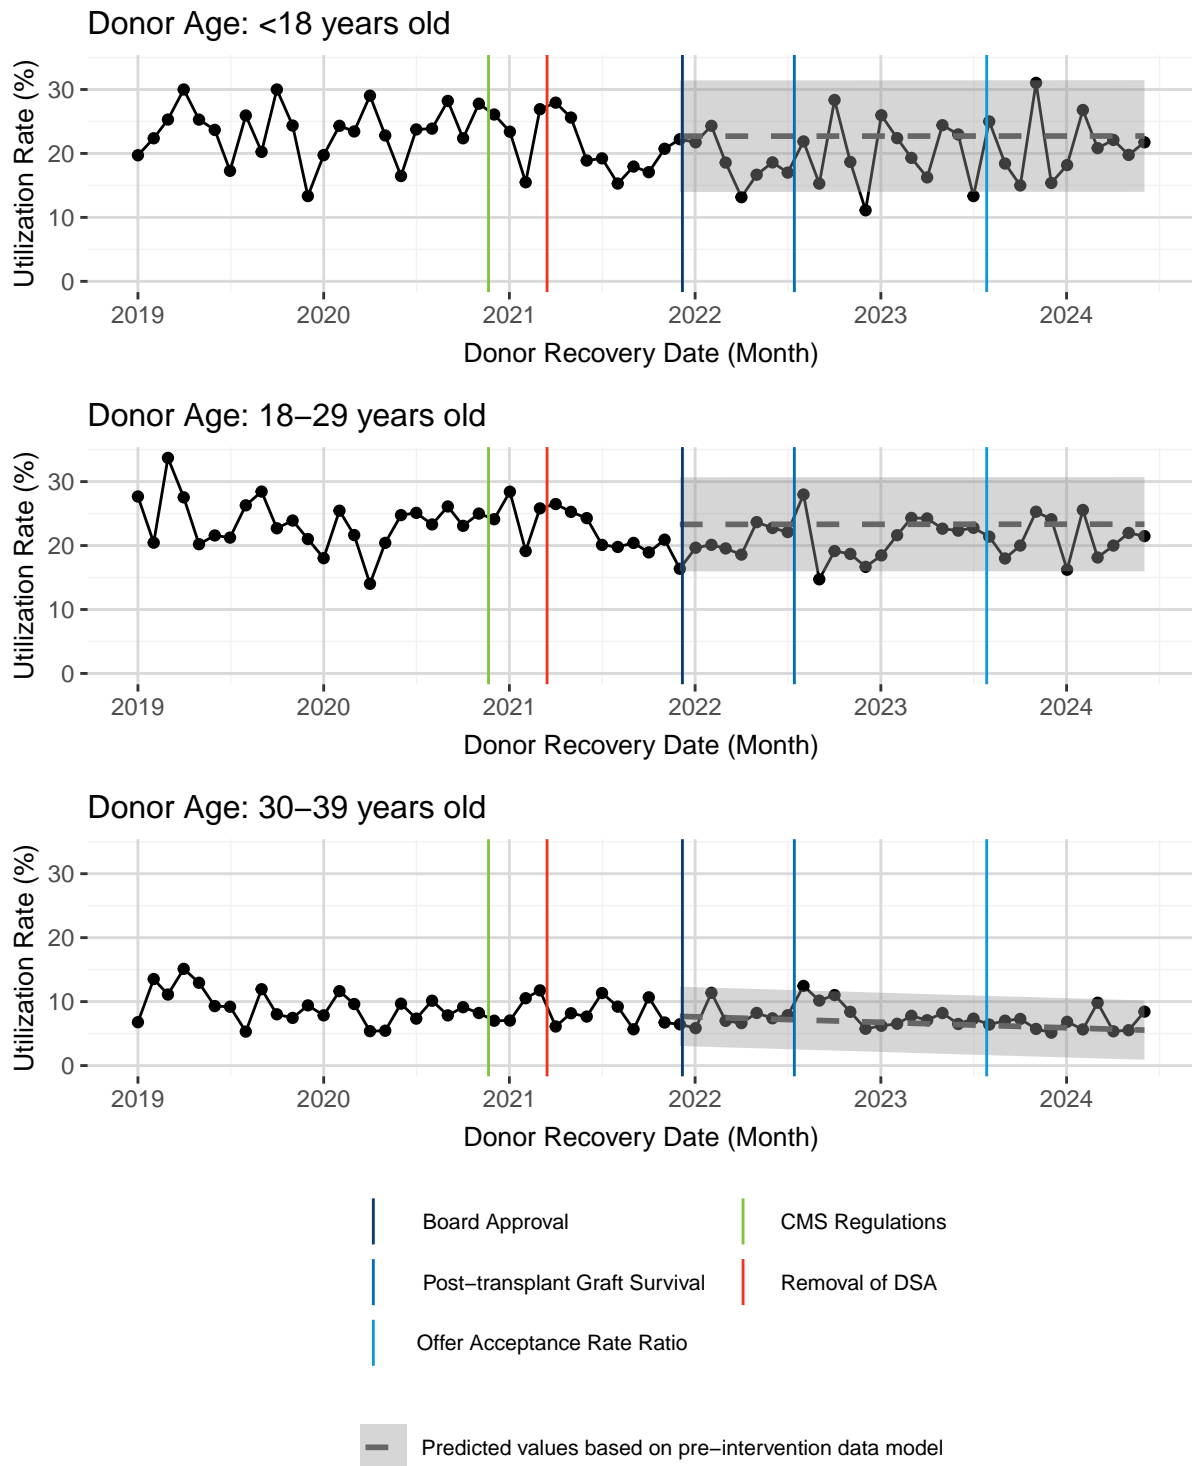 Donor Age: <18 years old
Utilization Rate (%)
30
20
10
0
2019 2020 2021 2022 2023 2024
Donor Recovery Date (Month)
Donor Age: 18–29 years old
Utilization Rate (%)
30
20
10
0
2019 2020 2021 2022 2023 2024
Donor Recovery Date (Month)
Donor Age: 30–39 years old
Utilization Rate (%)
30
20
10
0
2019 2020 2021 2022 2023 2024
Donor Recovery Date (Month)
Board Approval CMS Regulations
Post–transplant Graft Survival Removal of DSA
Offer Acceptance Rate Ratio
Predicted values based on pre–intervention data model